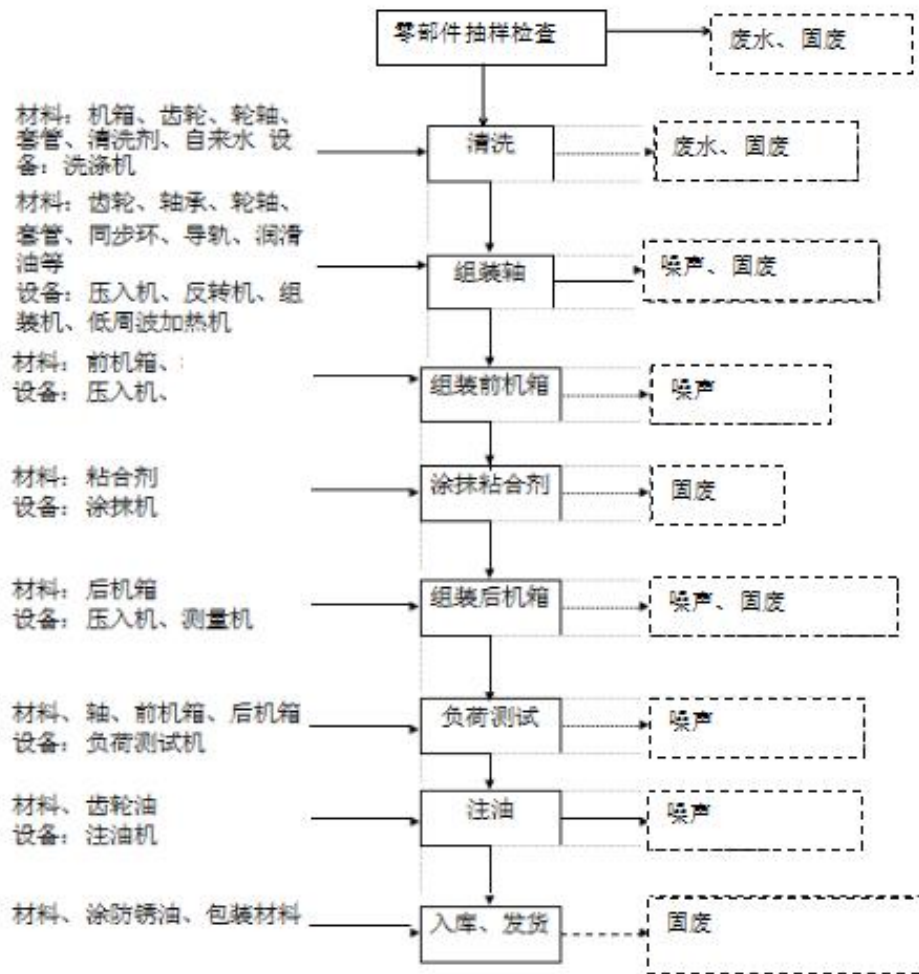 零部件抽样检查
废水、固废
材料：机箱、齿轮、轮轴、
套管、清洗剂、自来水 设
备：洗涤机
清洗
废水、固废
材料：齿轮、轴承、轮轴、
套管、同步环、导轨、润滑
油等
设备：压入机、反转机、组
装机、低周波加热机
组装轴
噪声、固废
材料：前机箱、
设备：压入机、
组装前机箱
噪声
材料：粘合剂
设备：涂抹机
涂抹粘合剂
固废
材料：后机箱
设备：压入机、测量机
组装后机箱
噪声、固废
材料、轴、前机箱、后机箱
设备：负荷测试机
负荷测试
噪声
材料、齿轮油
设备：注油机
注油
噪声
材料、涂防锈油、包装材料
入库、发货
固废